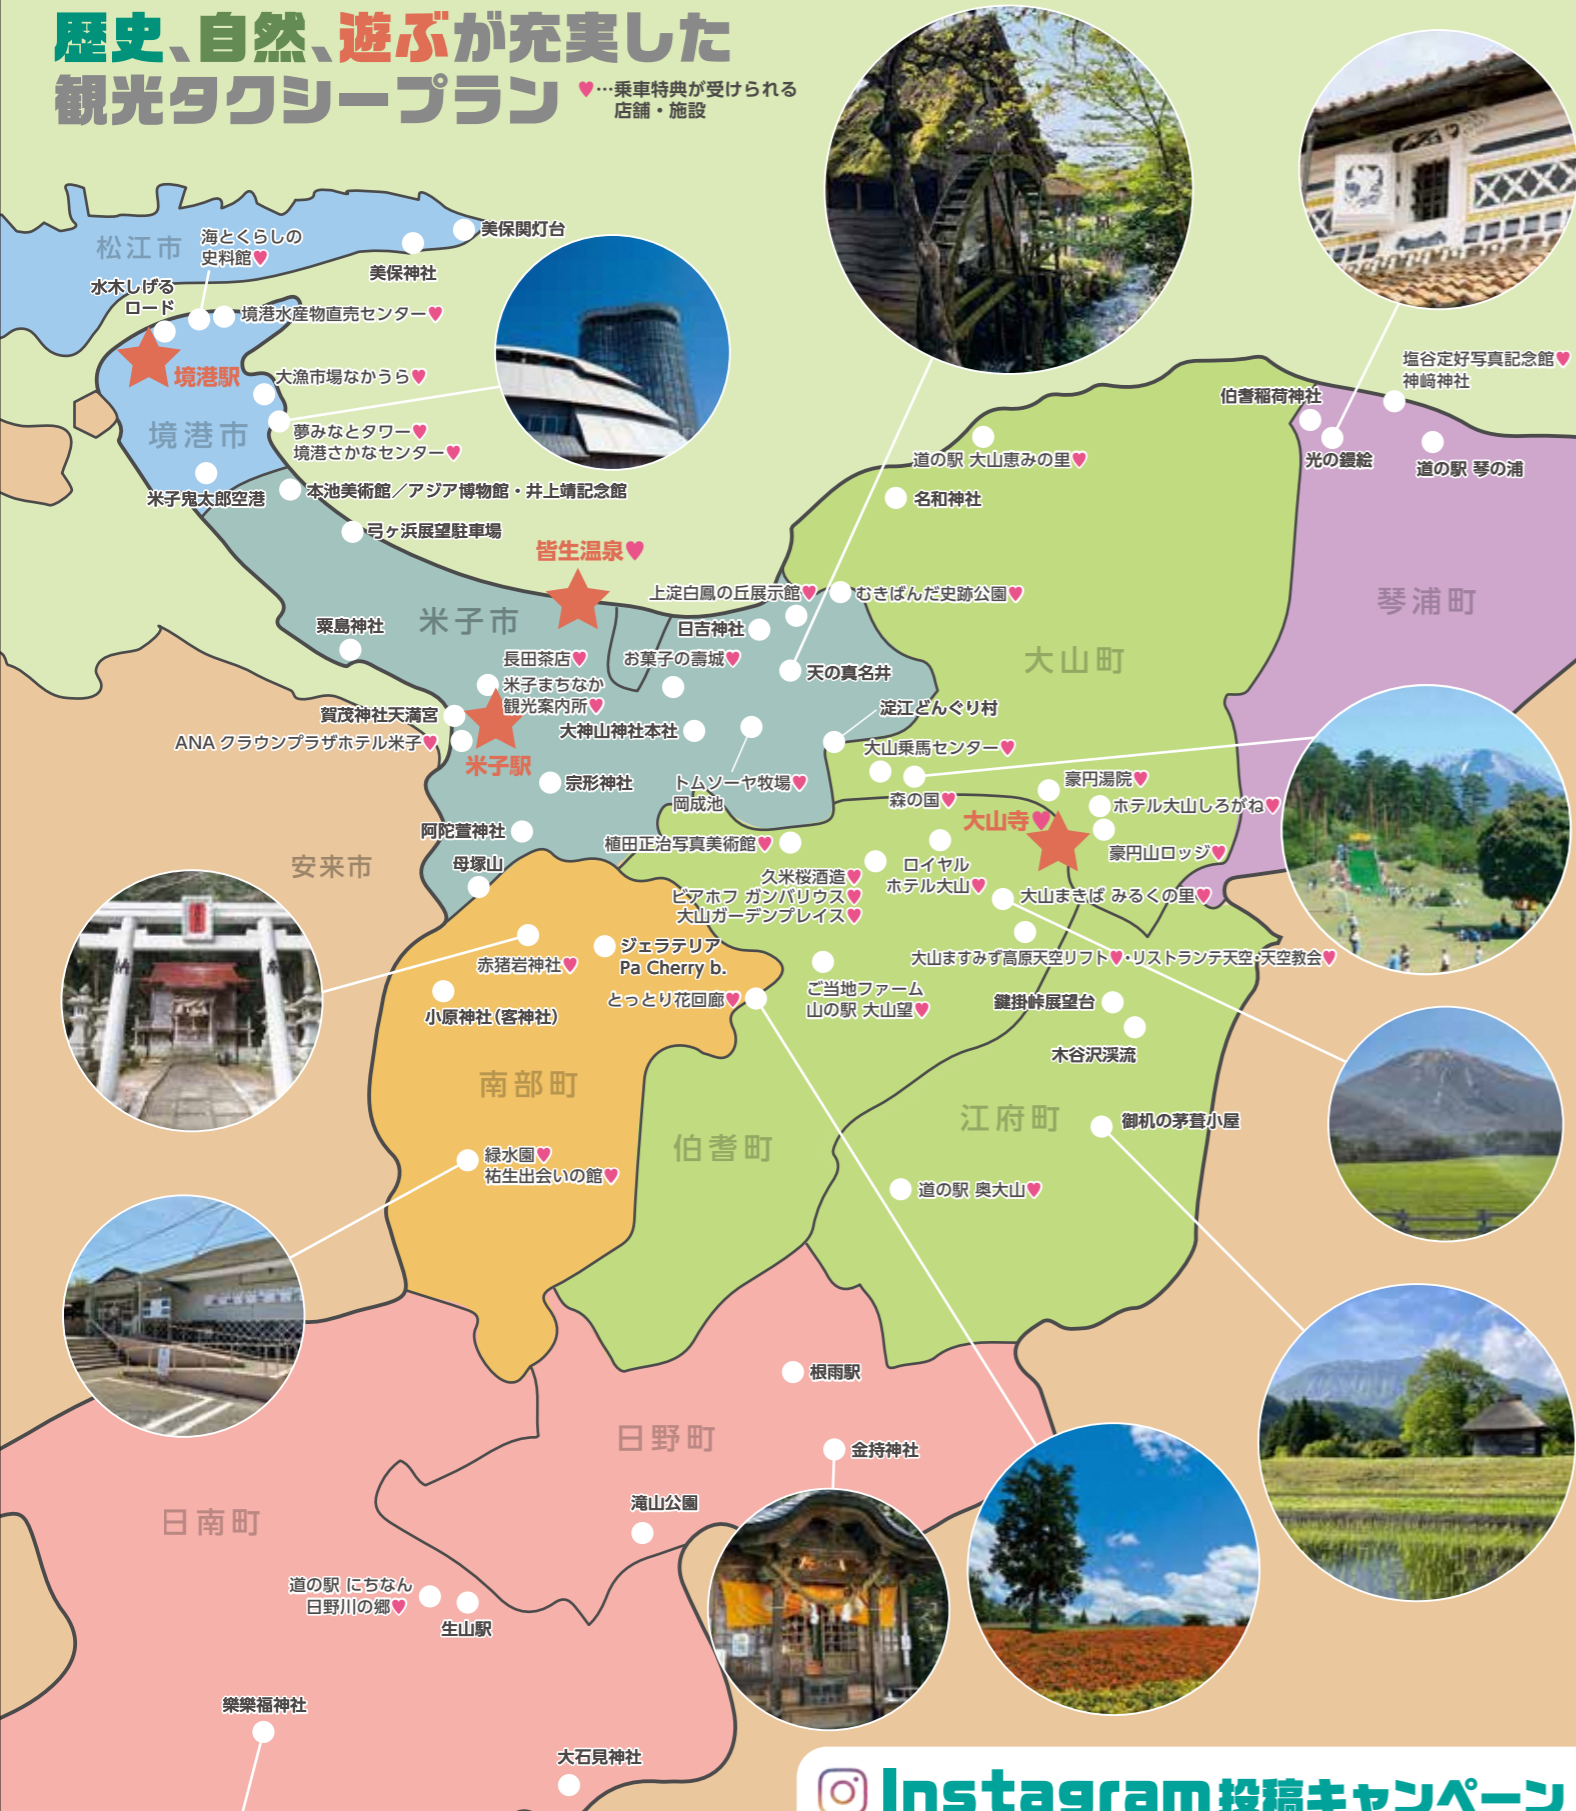 歴史、自然、遊ぶが充実した
観光タクシープラン
♥…乗車特典が受けられる
店舗・施設
松江市
海とくらしの
史料館♥
美保関灯台
美保神社
水木しげる
ロード
境港水産物直売センター♥
境港駅
大漁市場なかうら♥
境港市
夢みなとタワー♥
境港さかなセンター♥
米子鬼太郎空港
本池美術館／アジア博物館・井上靖記念館
弓ヶ浜展望駐車場
塩谷定好写真記念館♥
神﨑神社
伯耆稲荷神社
光の鏝絵
道の駅 琴の浦
道の駅 大山恵みの里♥
名和神社
皆生温泉♥
上淀白鳳の丘展示館♥
むきばんだ史跡公園♥
琴浦町
米子市
粟島神社
日吉神社
大山町
長田茶店♥
お菓子の壽城♥
天の真名井
米子まちなか
観光案内所♥
淀江どんぐり村
賀茂神社天満宮
大神山神社本社
ANA クラウンプラザホテル米子♥
大山乗馬センター♥
米子駅
宗形神社
トムソーヤ牧場♥
岡成池
豪円湯院♥
森の国♥
ホテル大山しろがね♥
大山寺♥
阿陀萱神社
植田正治写真美術館♥
豪円山ロッジ♥
安来市
母塚山
久米桜酒造♥
ビアホフ ガンバリウス♥
大山ガーデンプレイス♥
ロイヤル
ホテル大山♥
大山まきば みるくの里♥
ジェラテリア
Pa Cherry b.
赤猪岩神社♥
大山ますみず高原天空リフト♥・リストランテ天空・天空教会♥
とっとり花回廊♥
ご当地ファーム
山の駅 大山望♥
鍵掛峠展望台
小原神社（客神社）
木谷沢渓流
南部町
江府町
御机の茅葺小屋
伯耆町
緑水園♥
祐生出会いの館♥
道の駅 奥大山♥
根雨駅
日野町
金持神社
滝山公園
日南町
道の駅 にちなん
日野川の郷♥
生山駅
樂樂福神社
大石見神社
Instagram投稿キャンペーン